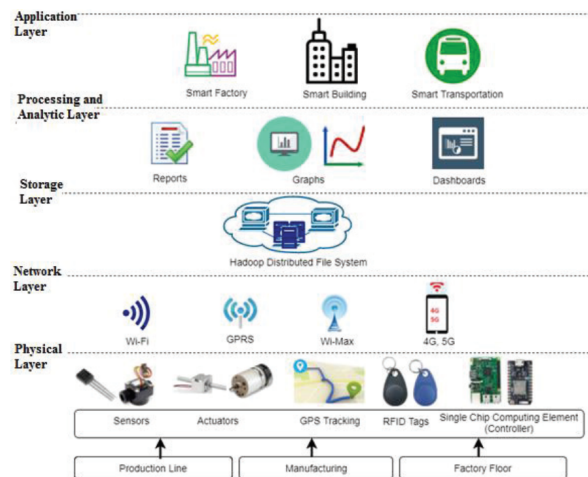 Application
Layer
Smart Factory
Smart Building
Smart Transportation
Processing and
Analytic Layer
Reports
Graphs
Dashboards
Storage
Layer
Hadoop Distributed File System
Network
Layer
Wi-Fi
GPRS
Wi-Max
4G
5G
4G, 5G
Physical
Layer
Sensors
Actuators
GPS Tracking
RFID Tags
Single Chip Computing Element
(Controller)
Production Line
Manufacturing
Factory Floor